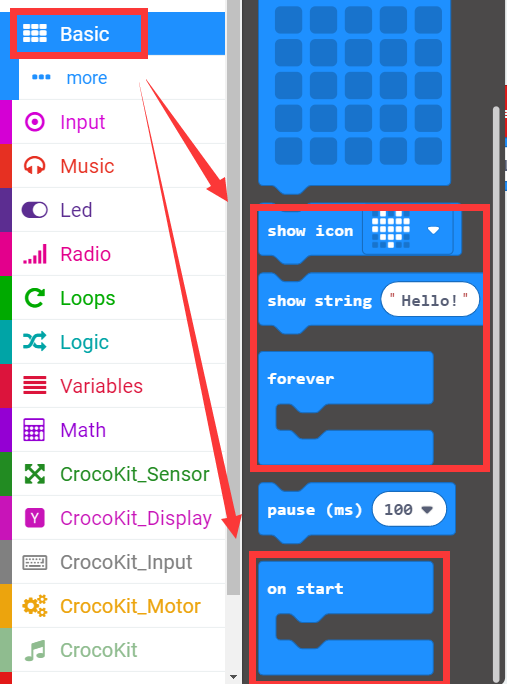 Basic
more
Input
Music
Led
Radio
Loops
Logic
Variables
Math
CrocoKit_Sensor
Y CrocoKit_Display
CrocoKit_Input
CrocoKit_Motor
CrocoKit
show icon
show string "Hello!"
forever
pause (ms) 100
on start